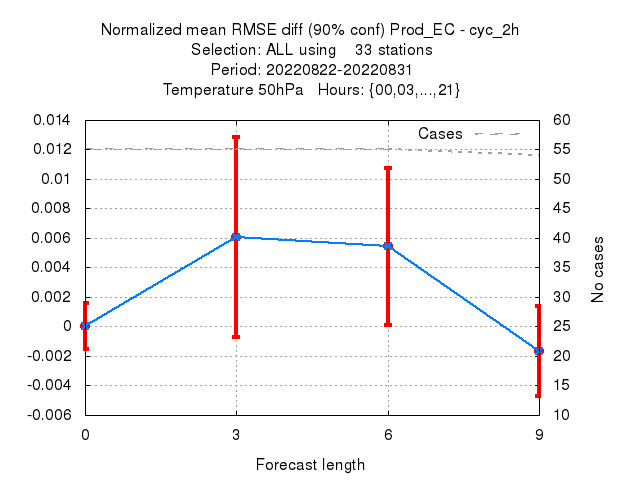 Normalized mean RMSE diff (90% conf) Prod_EC - cyc_2h
Selection: ALL using    33 stations
Period: 20220822-20220831
Temperature 50hPa   Hours: {00,03,...,21}
0.014
0.012
0.01
0.008
0.006
0.004
0.002
0
-0.002
-0.004
-0.006
Cases
60
55
50
45
40
35
30
25
20
15
10
No cases
0 3 6 9
Forecast length